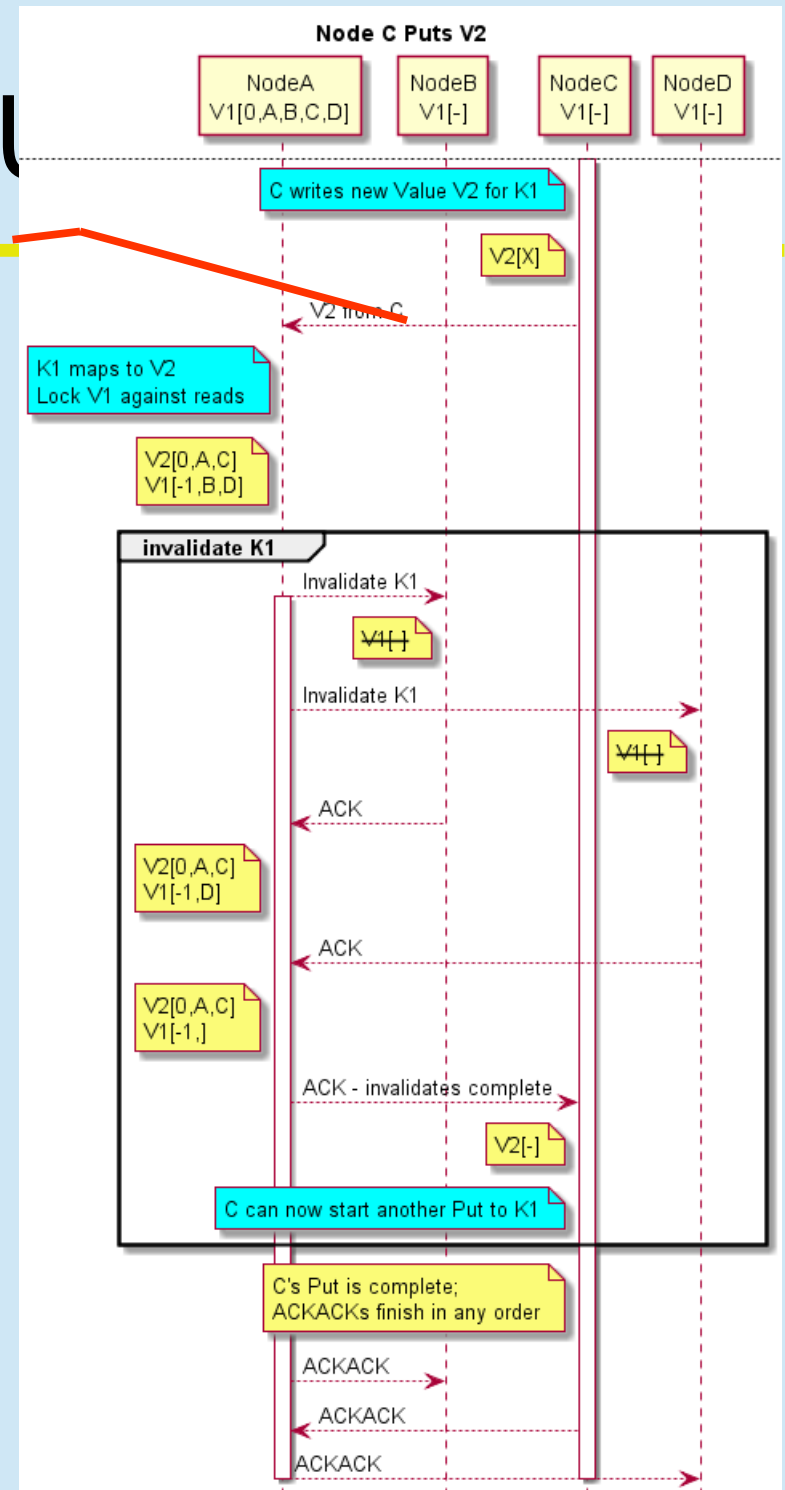 Node C Puts V2
NodeA
V1[0,A,B,C,D]
NodeB
V1[-]
NodeC
V1[-]
NodeD
V1[-]
C writes new Value V2 for K1
V2[X]
V2 from C
K1 maps to V2
Lock V1 against reads
V2[0,A,C]
V1[-1,B,D]
invalidate K1
Invalidate K1
V1[-]
Invalidate K1
V1[-]
ACK
V2[0,A,C]
V1[-1,D]
ACK
V2[0,A,C]
V1[-1,]
ACK - invalidates complete
V2[-]
C can now start another Put to K1
C's Put is complete;
ACKACKs finish in any order
ACKACK
ACKACK
ACKACK